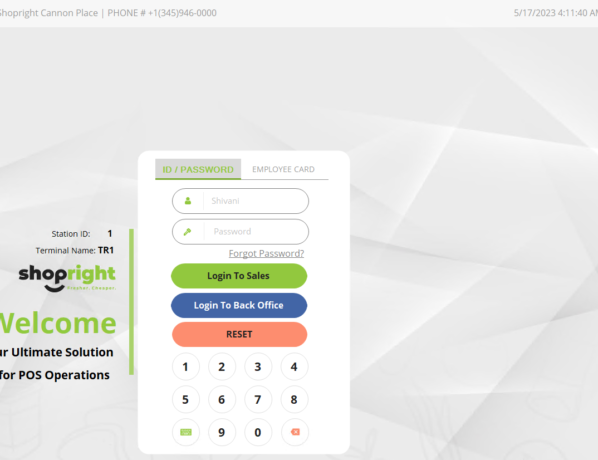 Shopright Cannon Place | PHONE # +1(345)946-0000
5/17/2023 4:11:40 AM
ID / PASSWORD
EMPLOYEE CARD
Shivani
Password
Forgot Password?
Login To Sales
Login To Back Office
RESET
1 2 3 4
5 6 7 8
9 0
Station ID: 1
Terminal Name: TR1
shopright
Fresher. Cheaper.
Welcome
ur Ultimate Solution
for POS Operations